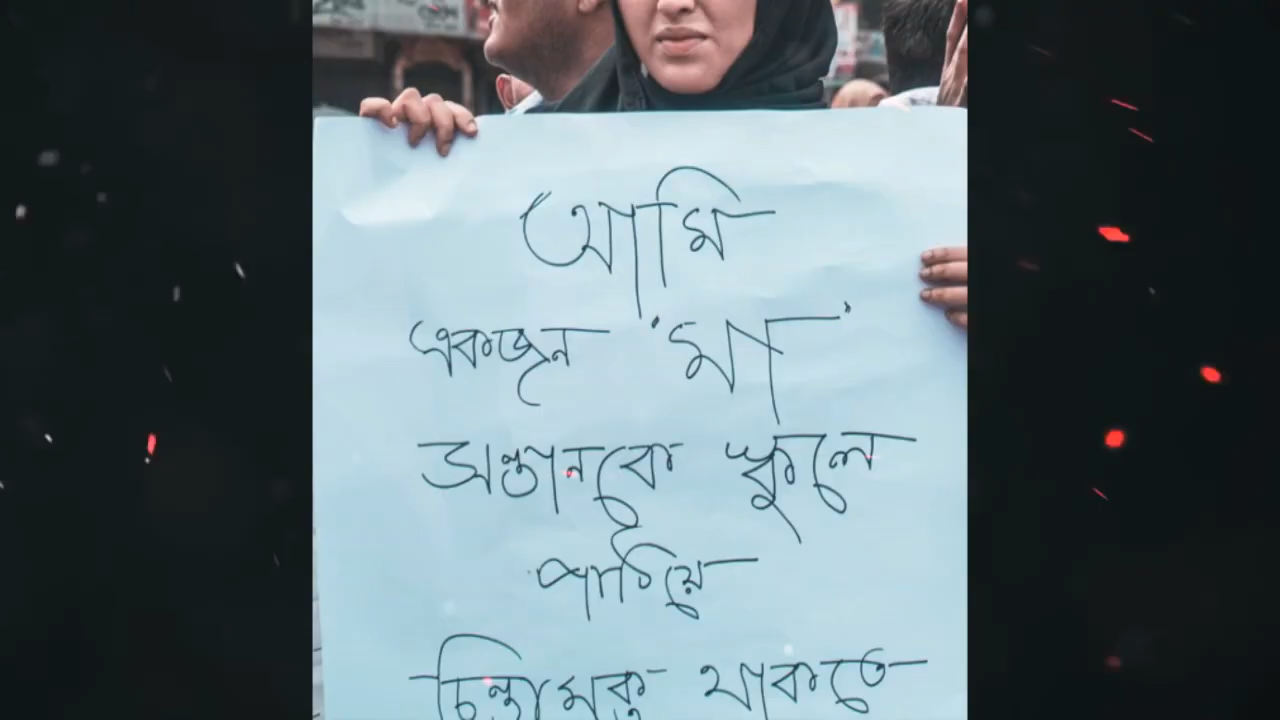 আমি
একজন 'মা'
সন্তানকে স্কুলে
পাঠিয়ে
চিন্তামুক্ত থাকতে